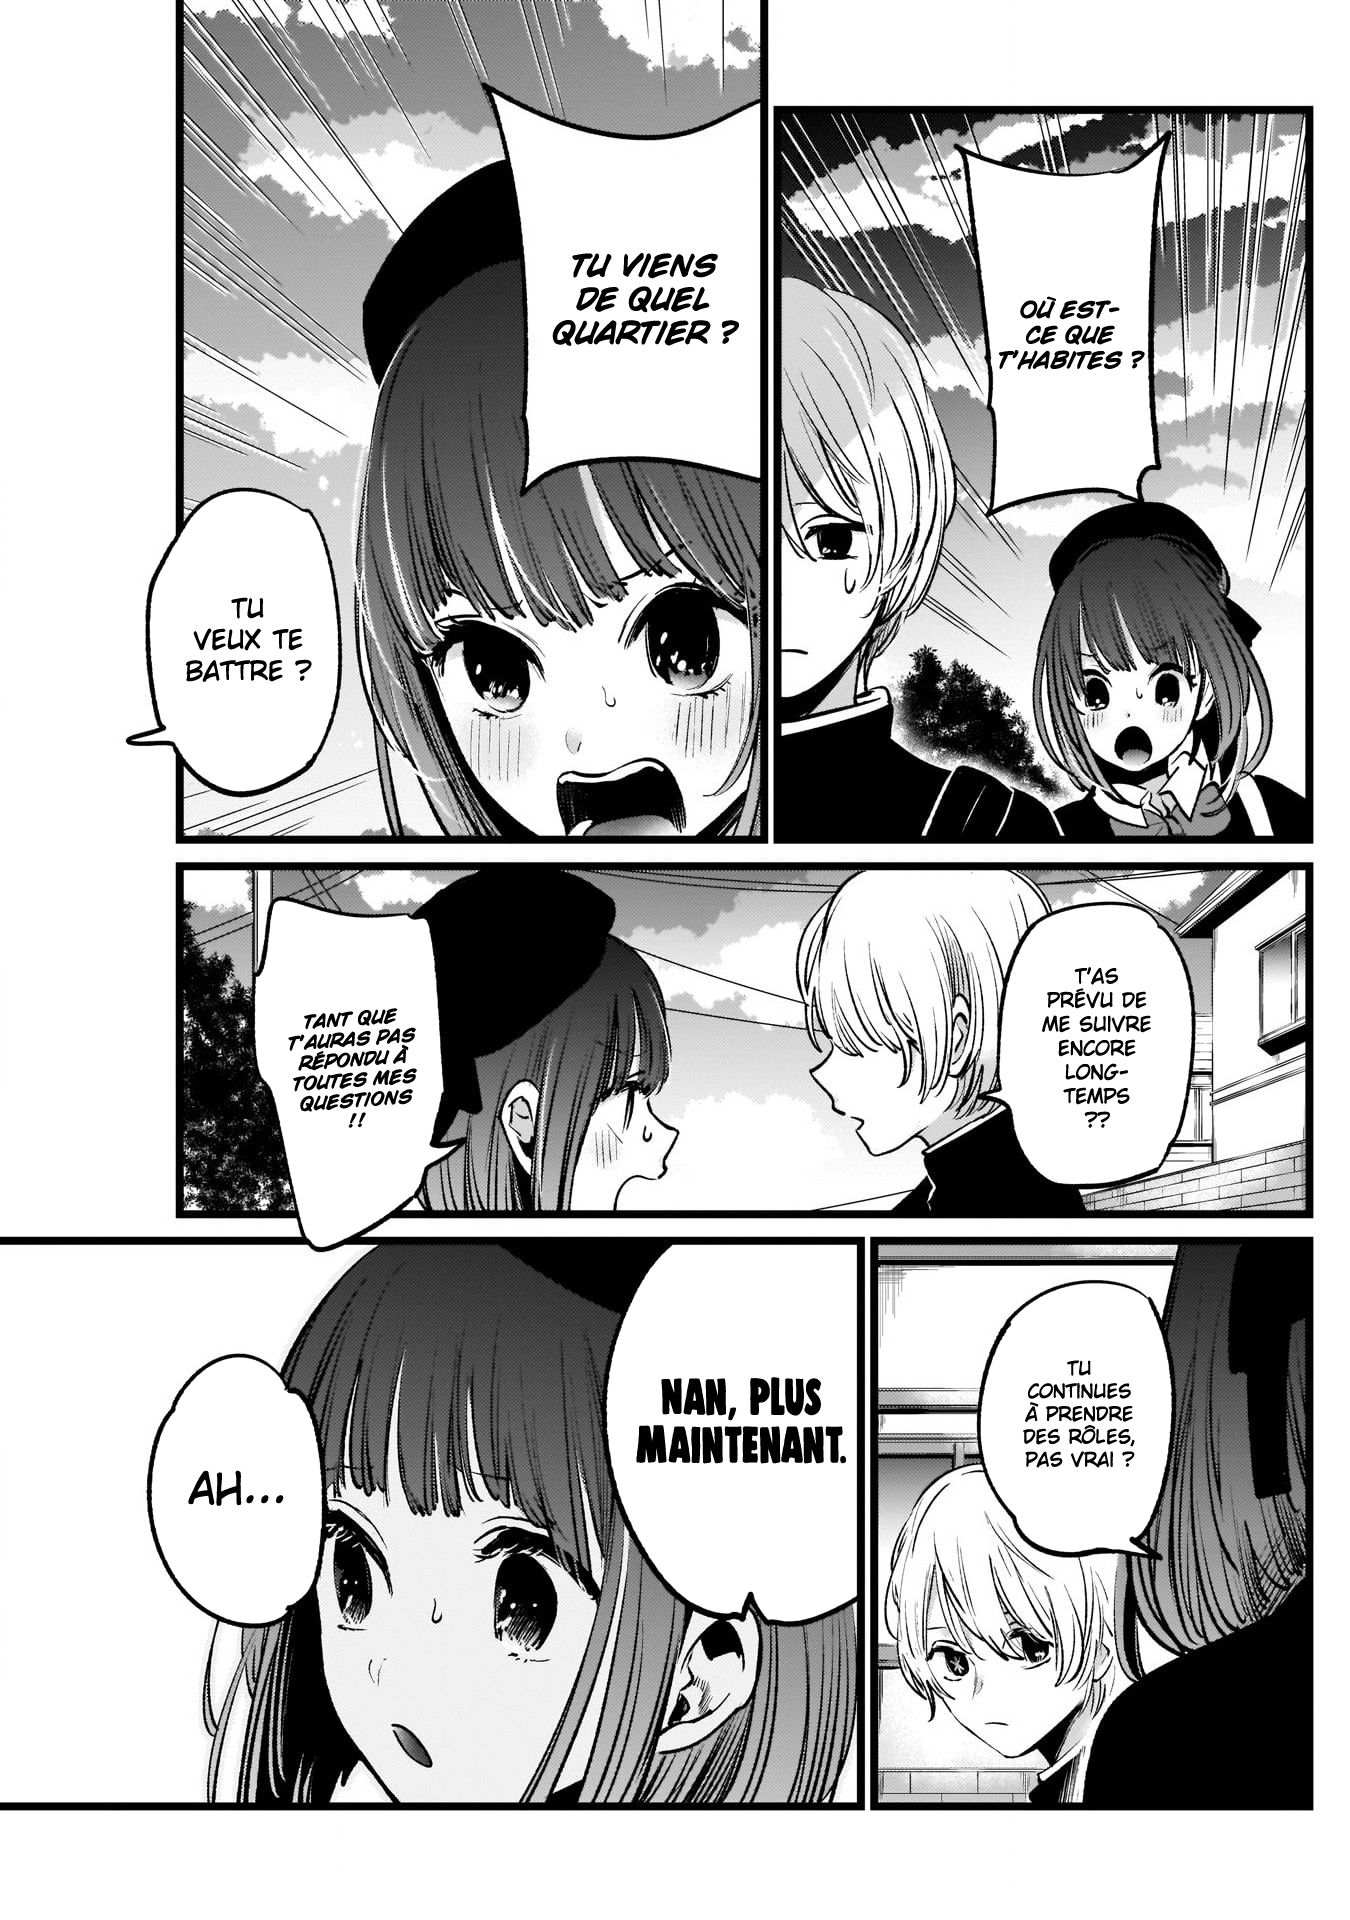 OÙ EST-
CE QUE
T'HABITES ?
TU VIENS
DE QUEL
QUARTIER ?
TU
VEUX TE
BATTRE ?
T'AS
PRÉVU DE
ME SUIVRE
ENCORE
LONG-
TEMPS
??
TANT QUE
T'AURAS PAS
RÉPONDU À
TOUTES MES
QUESTIONS
!!
TU
CONTINUES
À PRENDRE
DES RÔLES,
PAS VRAI ?
NAN, PLUS
MAINTENANT.
AH...